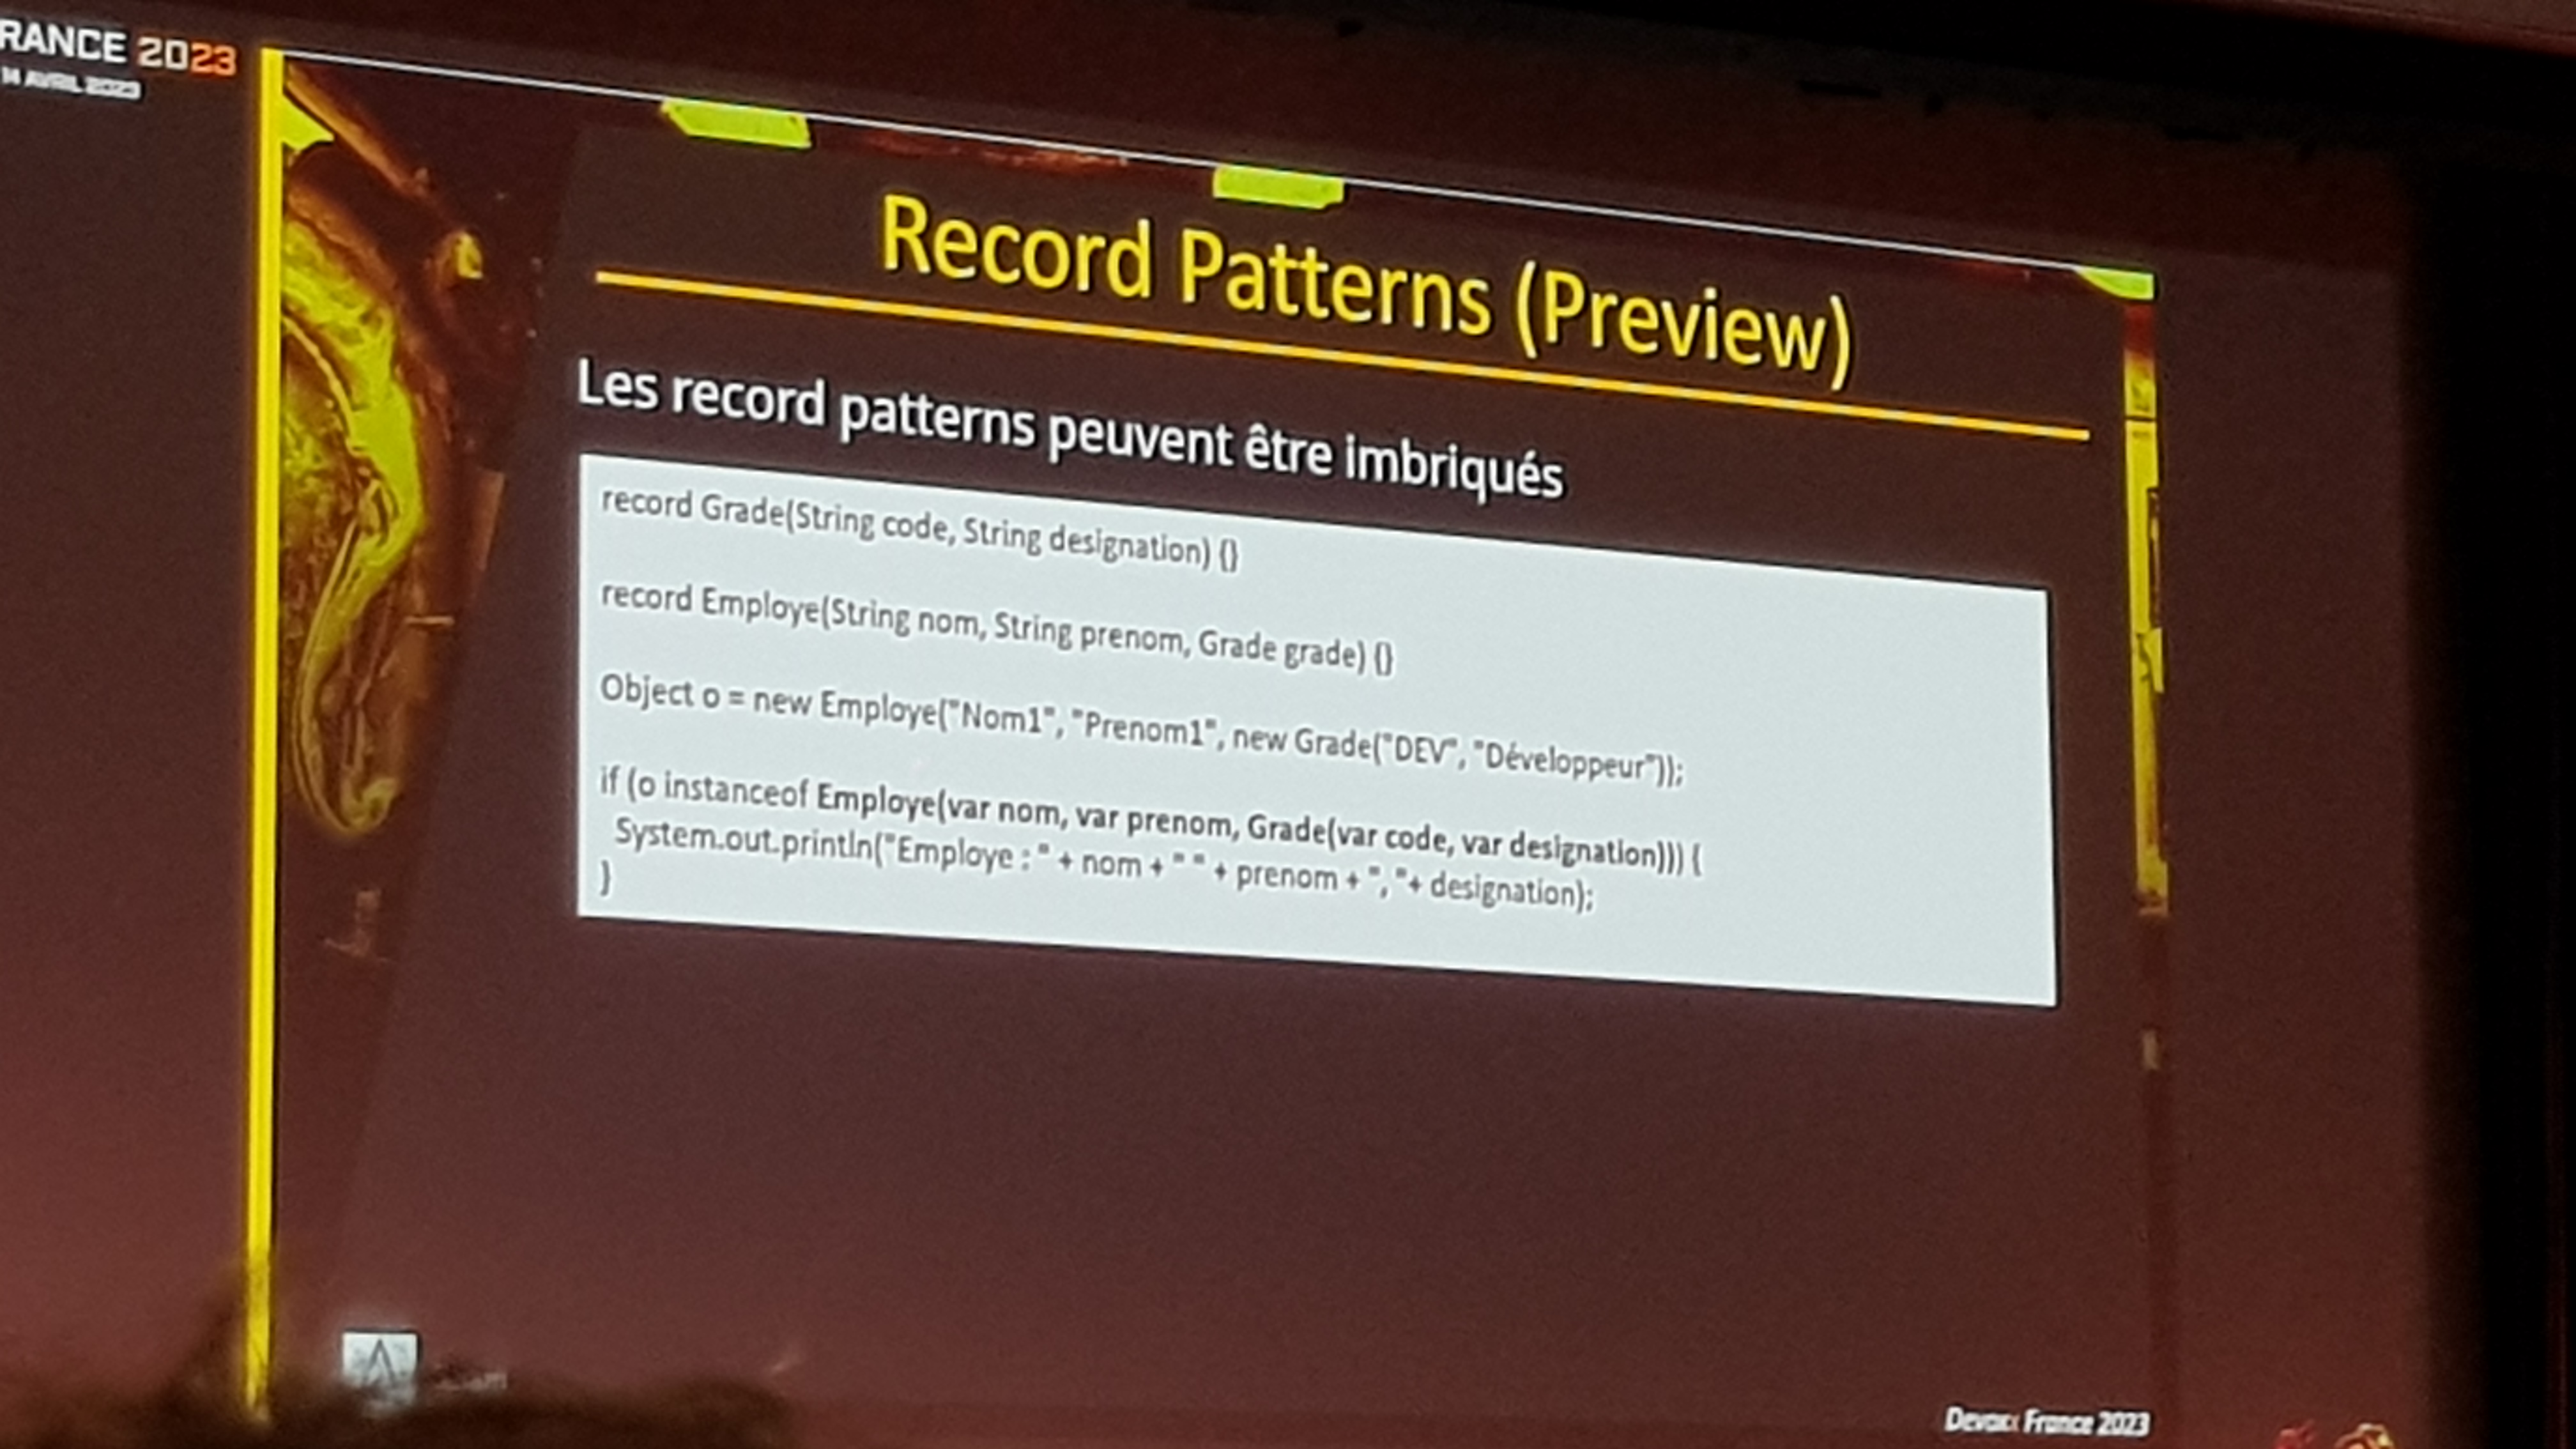 RANCE 2023
14 AVRIL 2023
Record Patterns (Preview)
Les record patterns peuvent être imbriqués
record Grade(String code, String designation) {}
record Employe(String nom, String prenom, Grade grade) {}
Object o = new Employe("Nom1", "Prenom1", new Grade("DEV", "Développeur"));
if (o instanceof Employe(var nom, var prenom, Grade(var code, var designation))) {
System.out.println("Employe : " + nom + " " + prenom + ", "+ designation);
}
Devoxx France 2023